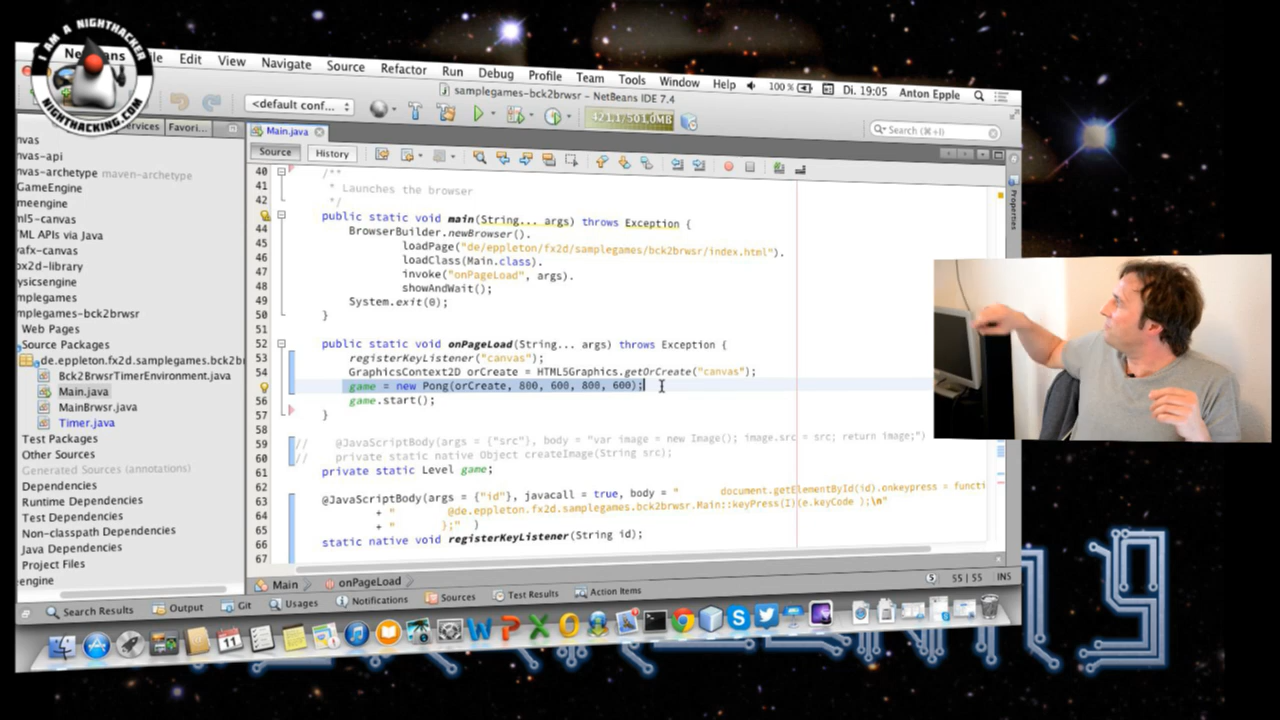 I AM A NIGHTHACKER
NIGHTHACKING.COM
NetBeans File Edit View Navigate Source Refactor Run Debug Profile Team Tools Window Help 100 % Di. 19:05 Anton Epple
samplegames-bck2brwsr - NetBeans IDE 7.4
<default conf...
421.1/501.0MB
Search (⌘+I)
Services Favori...
Main.java
Source History
Properties
nvas
nvas-api
nvas-archetype maven-archetype
GameEngine
meengine
ml5-canvas
TML APIs via Java
vafx-canvas
ox2d-library
ysicsengine
mplegames
mplegames-bck2brwsr
Web Pages
Source Packages
de.eppleton.fx2d.samplegames.bck2br
Bck2BrwsrTimerEnvironment.java
Main.java
MainBrwsr.java
Timer.java
Test Packages
Other Sources
Generated Sources (annotations)
Dependencies
Runtime Dependencies
Test Dependencies
Non-classpath Dependencies
Java Dependencies
Project Files
engine
40 /**
41 * Launches the browser
42 */
public static void main(String... args) throws Exception {
44 BrowserBuilder.newBrowser().
45 loadPage("de/eppleton/fx2d/samplegames/bck2brwsr/index.html").
46 loadClass(Main.class).
47 invoke("onPageLoad", args).
48 showAndWait();
49 System.exit(0);
50 }
51
52 public static void onPageLoad(String... args) throws Exception {
53 registerKeyListener("canvas");
54 GraphicsContext2D orCreate = HTML5Graphics.getOrCreate("canvas");
game = new Pong(orCreate, 800, 600, 800, 600);
56 game.start();
57 }
58
59 // @JavaScriptBody(args = {"src"}, body = "var image = new Image(); image.src = src; return image;")
60 // private static native Object createImage(String src);
61 private static Level game;
62
63 @JavaScriptBody(args = {"id"}, javacall = true, body = " document.getElementById(id).onkeypress = functi
64 + " @de.eppleton.fx2d.samplegames.bck2brwsr.Main::keyPress(I)(e.keyCode );\n"
65 + " };" )
66 static native void registerKeyListener(String id);
67
Main onPageLoad
55 | 55 INS
Search Results Output Git Usages Notifications Sources Test Results Action Items
11